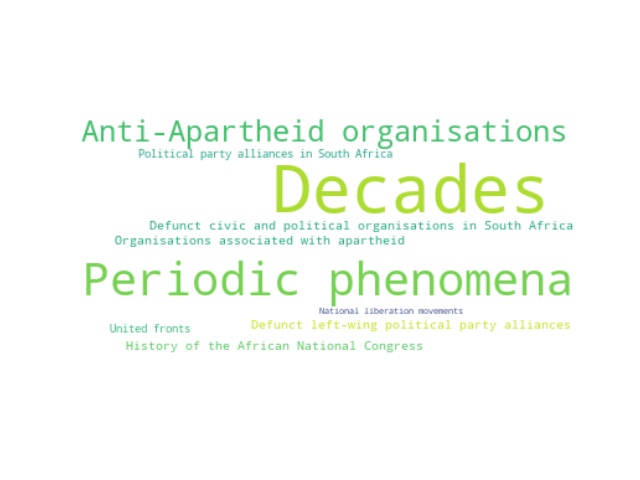 Anti-Apartheid organisations
Political party alliances in South Africa
Decades
Defunct civic and political organisations in South Africa
Organisations associated with apartheid
Periodic phenomena
National liberation movements
United fronts
Defunct left-wing political party alliances
History of the African National Congress